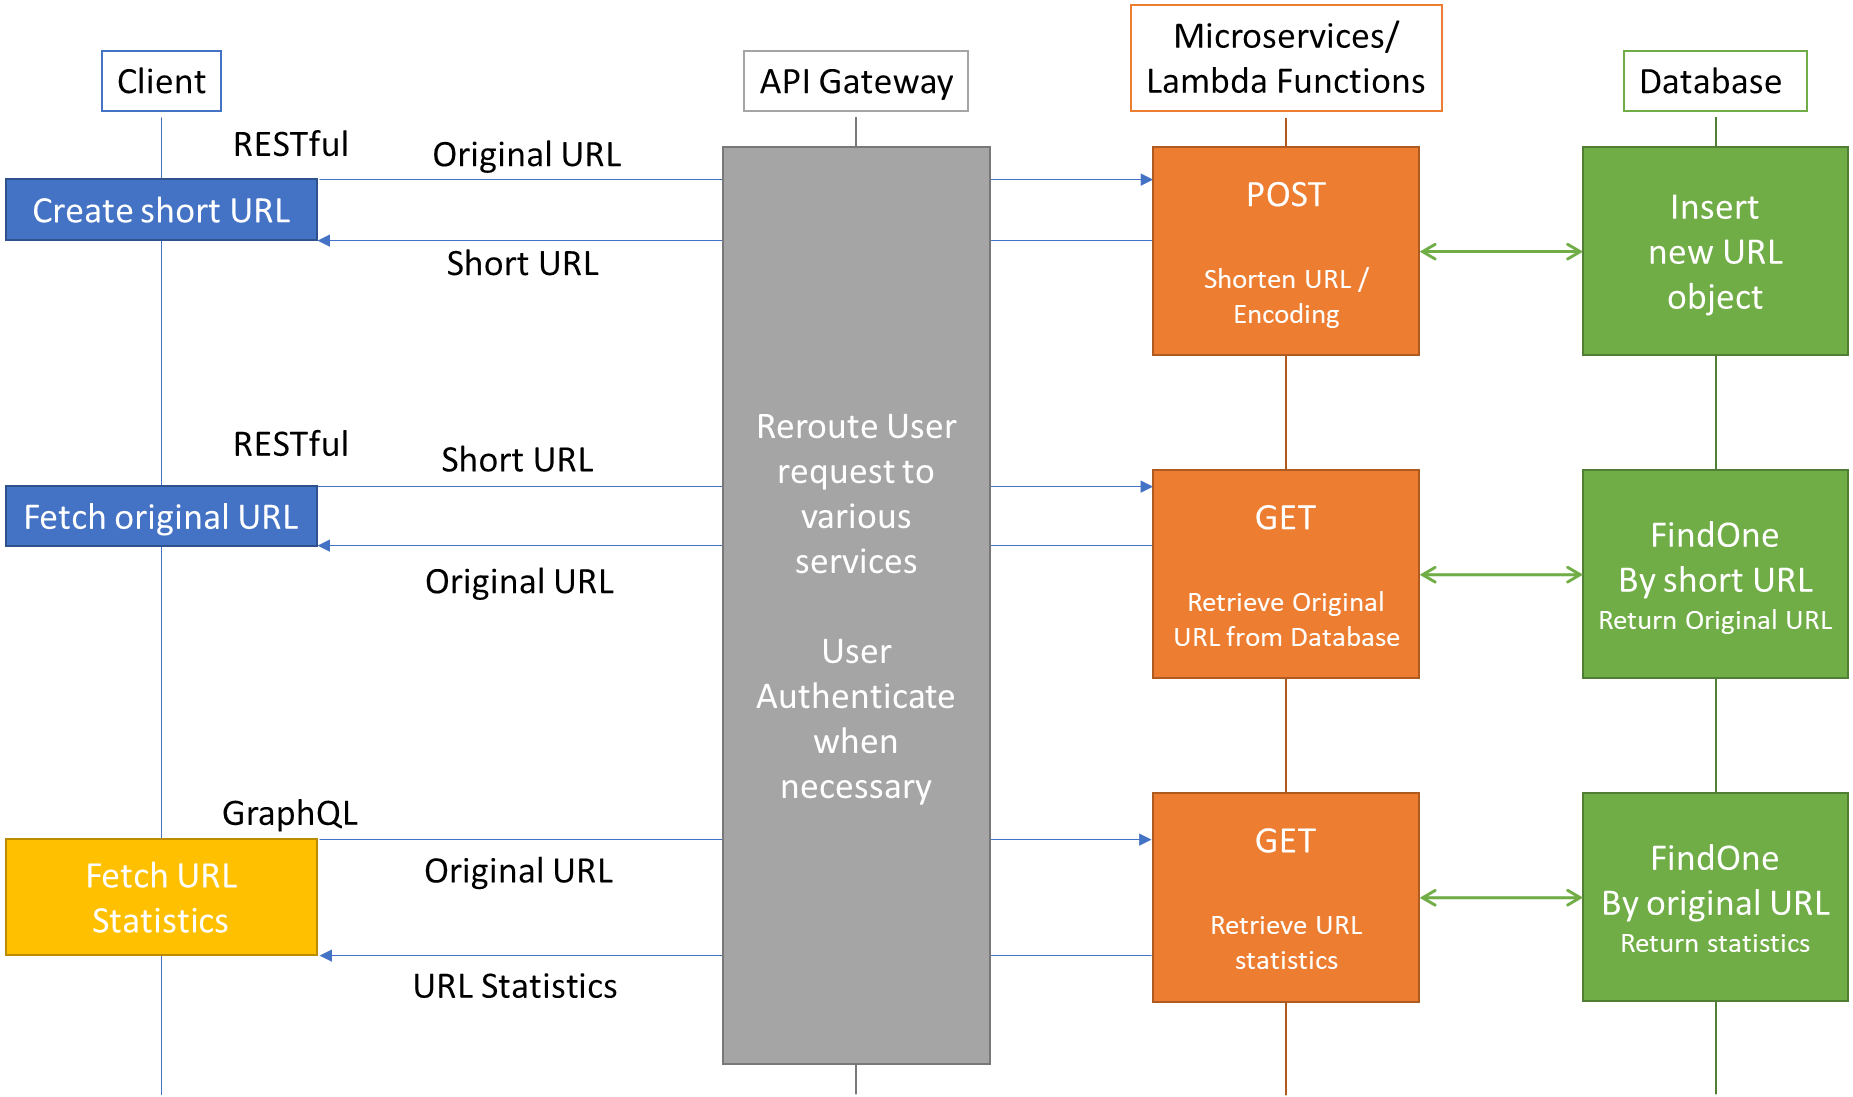 Client
API Gateway
Microservices/
Lambda Functions
Database
RESTful
Original URL
Create short URL
Short URL
POST
Shorten URL /
Encoding
Insert
new URL
object
RESTful
Short URL
Fetch original URL
Original URL
Reroute User
request to
various
services
User
Authenticate
when
necessary
GET
Retrieve Original
URL from Database
FindOne
By short URL
Return Original URL
GraphQL
Original URL
Fetch URL
Statistics
URL Statistics
GET
Retrieve URL
statistics
FindOne
By original URL
Return statistics